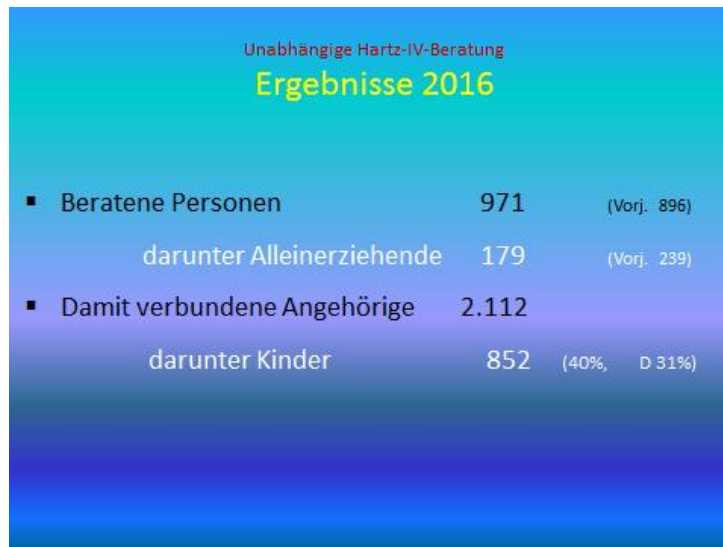 Unabhängige Hartz-IV-Beratung
Ergebnisse 2016
▪ Beratene Personen 971 (Vorj. 896)
darunter Alleinerziehende 179 (Vorj. 239)
▪ Damit verbundene Angehörige 2.112
darunter Kinder 852 (40%, D 31%)